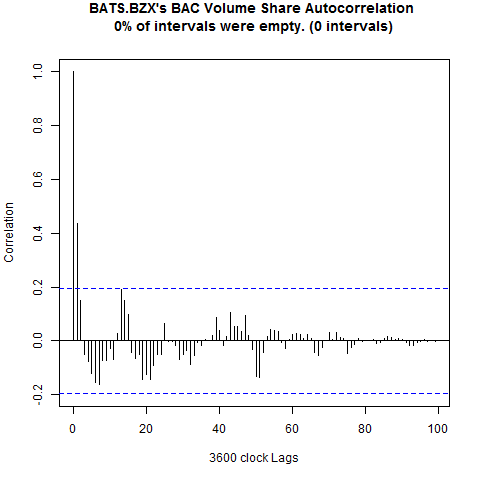 BATS.BZX's BAC Volume Share Autocorrelation
0% of intervals were empty. (0 intervals)
Correlation
1.0
0.8
0.6
0.4
0.2
0.0
-0.2
0 20 40 60 80 100
3600 clock Lags